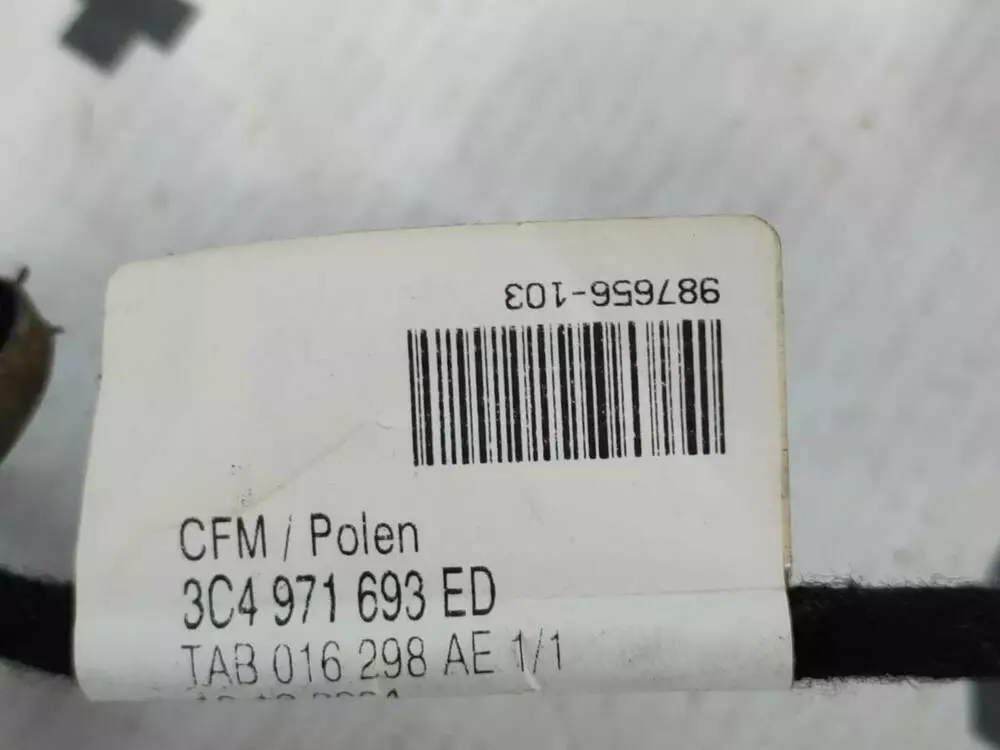 987656-103
CFM / Polen
3C4 971 693 ED
TAB 016 298 AE 1/1